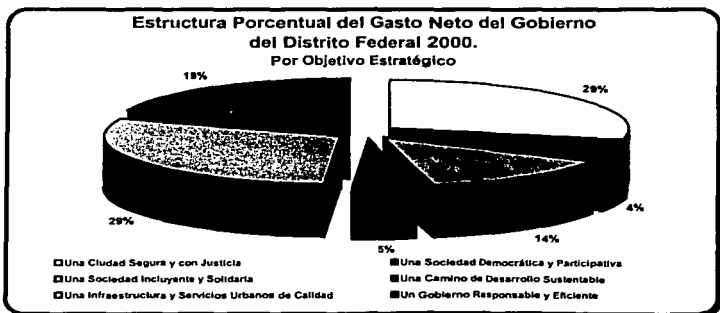 Estructura Porcentual del Gasto Neto del Gobierno
del Distrito Federal 2000.
Por Objetivo Estratégico
19%
29%
4%
14%
5%
29%
Una Ciudad Segura y con Justicia
Una Sociedad Democrática y Participativa
Una Sociedad Incluyente y Solidaria
Una Camino de Desarrollo Sustentable
Una Infraestructura y Servicios Urbanos de Calidad
Un Gobierno Responsable y Eficiente